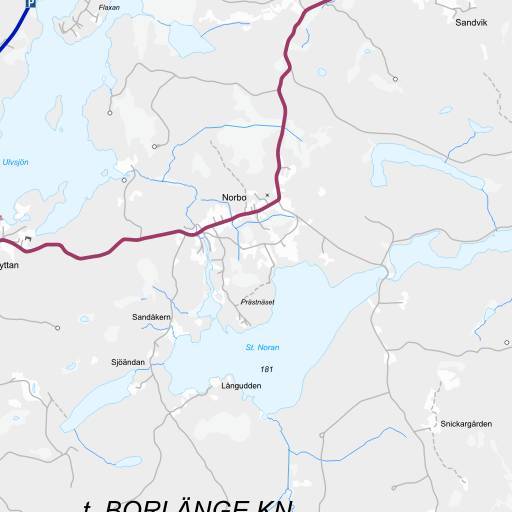 P
Flaxan
Sandvik
Ulvsjön
Norbo
yttan
Prästnäset
Sandåkern
St. Noran
Sjöändan
181
Långudden
Snickargården
t. BORLÄNGE KN